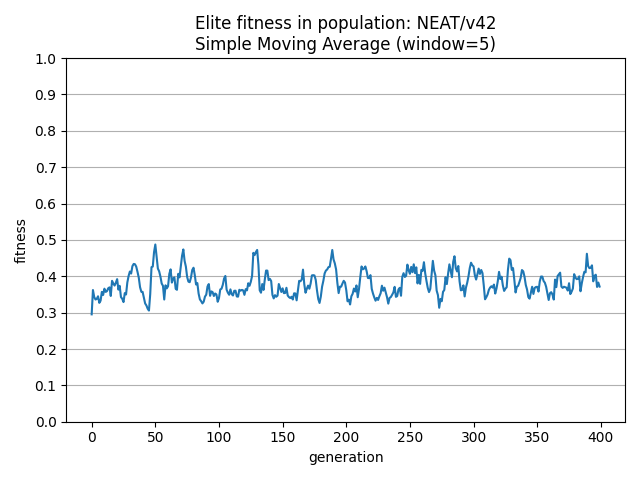 Elite fitness in population: NEAT/v42
Simple Moving Average (window=5)
1.0
0.9
0.8
0.7
0.6
0.5
0.4
0.3
0.2
0.1
0.0
fitness
0 50 100 150 200 250 300 350 400
generation